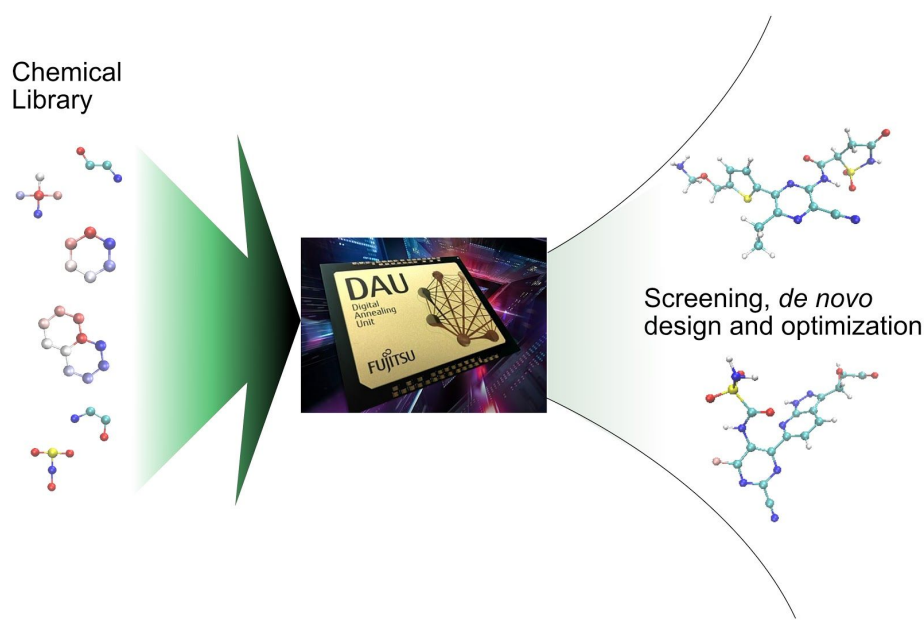 Chemical
Library
DAU
Digital
Annealing
Unit
FUJITSU
Screening, de novo
design and optimization